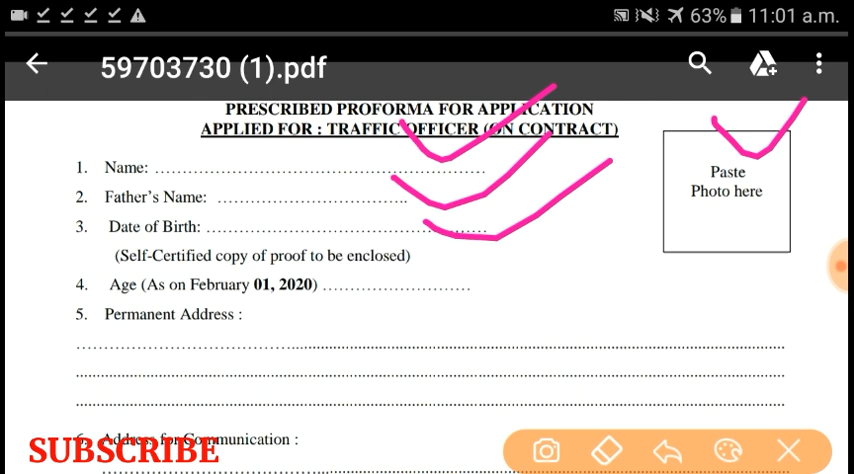 63% 11:01 a.m.
59703730 (1).pdf
PRESCRIBED PROFORMA FOR APPLICATION
APPLIED FOR : TRAFFIC OFFICER (ON CONTRACT)
Paste
Photo here
1. Name: ................................................................
2. Father's Name: ......................................
3. Date of Birth: .......................................................
(Self-Certified copy of proof to be enclosed)
4. Age (As on February 01, 2020) ............................
5. Permanent Address :
6. Address for Communication :
SUBSCRIBE